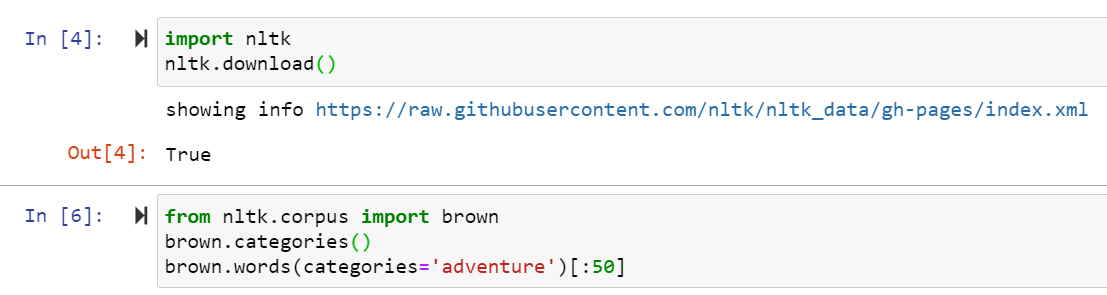 In [4]: import nltk
nltk.download()
showing info https://raw.githubusercontent.com/nltk/nltk_data/gh-pages/index.xml
Out[4]: True
In [6]: from nltk.corpus import brown
brown.categories()
brown.words(categories='adventure')[:50]